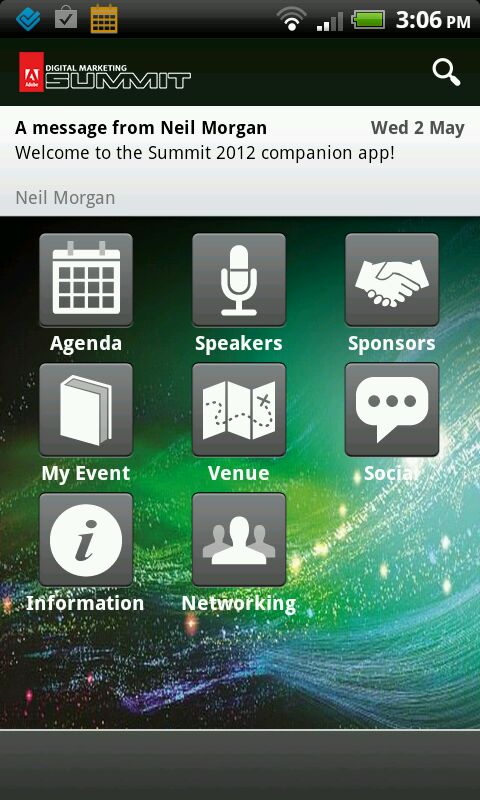 3:06 PM
Adobe
DIGITAL MARKETING
SUMMIT
A message from Neil Morgan Wed 2 May
Welcome to the Summit 2012 companion app!
Neil Morgan
Agenda Speakers Sponsors
My Event Venue Social
Information Networking